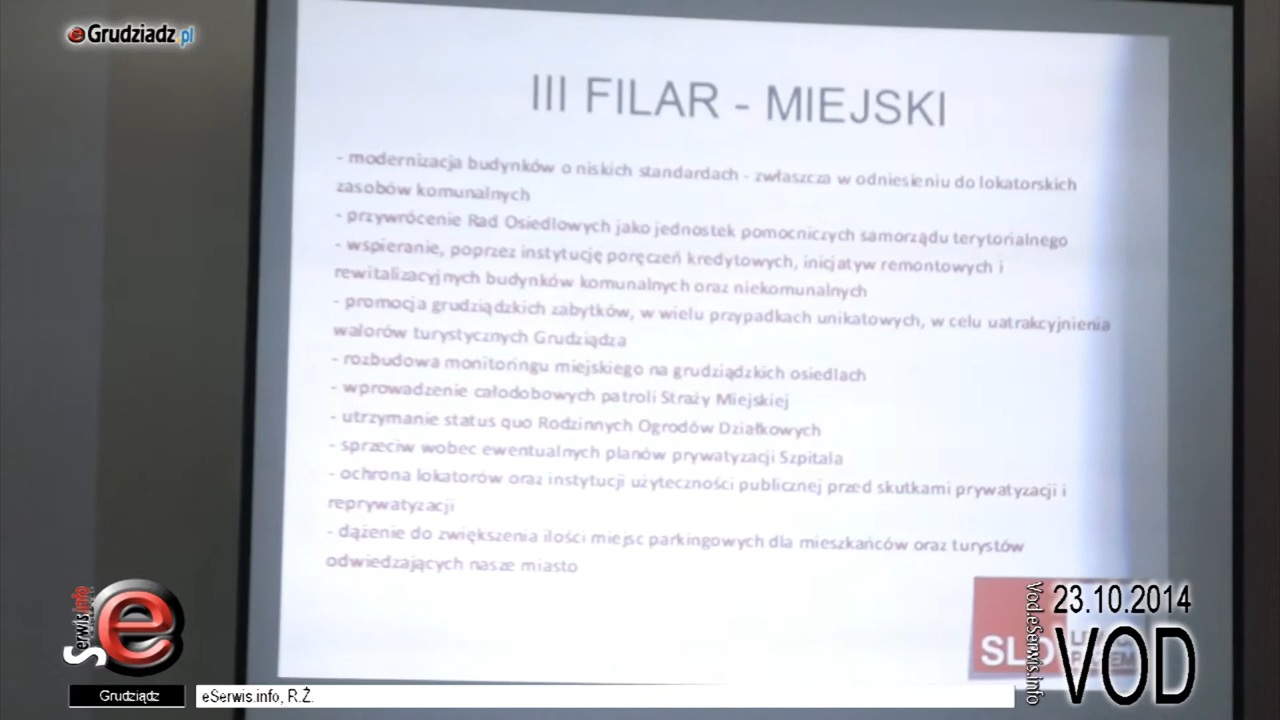 eGrudziadz.pl
III FILAR - MIEJSKI
- modernizacja budynków o niskich standardach - zwłaszcza w odniesieniu do lokatorskich
zasobów komunalnych
- przywrócenie Rad Osiedlowych jako jednostek pomocniczych samorządu terytorialnego
- wspieranie, poprzez instytucję poręczeń kredytowych, inicjatyw remontowych i
rewitalizacyjnych budynków komunalnych oraz niekomunalnych
- promocja grudziądzkich zabytków, w wielu przypadkach unikatowych, w celu uatrakcyjnienia
walorów turystycznych Grudziądza
- rozbudowa monitoringu miejskiego na grudziądzkich osiedlach
- wprowadzenie całodobowych patroli Straży Miejskiej
- utrzymanie status quo Rodzinnych Ogrodów Działkowych
- sprzeciw wobec ewentualnych planów prywatyzacji Szpitala
- ochrona lokatorów oraz instytucji użyteczności publicznej przed skutkami prywatyzacji i
reprywatyzacji
- dążenie do zwiększenia ilości miejsc parkingowych dla mieszkańców oraz turystów
odwiedzających nasze miasto
SLD
Vod.eSerwis.info
23.10.2014
VOD
Serwis.info
e
Grudziądz
eSerwis.info, R.Ż.